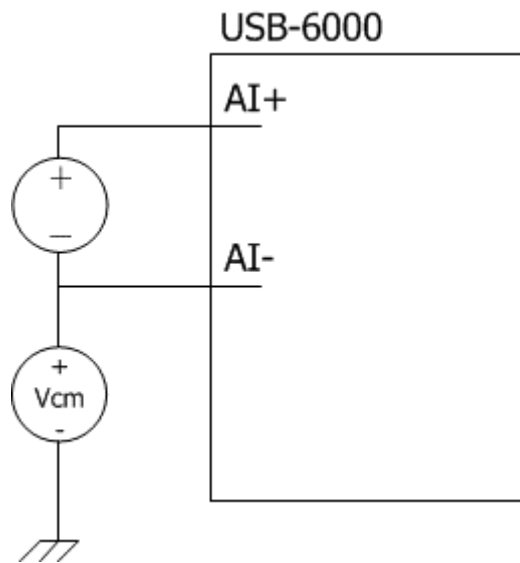 USB-6000
AI+
+
—
AI-
+
Vcm
-